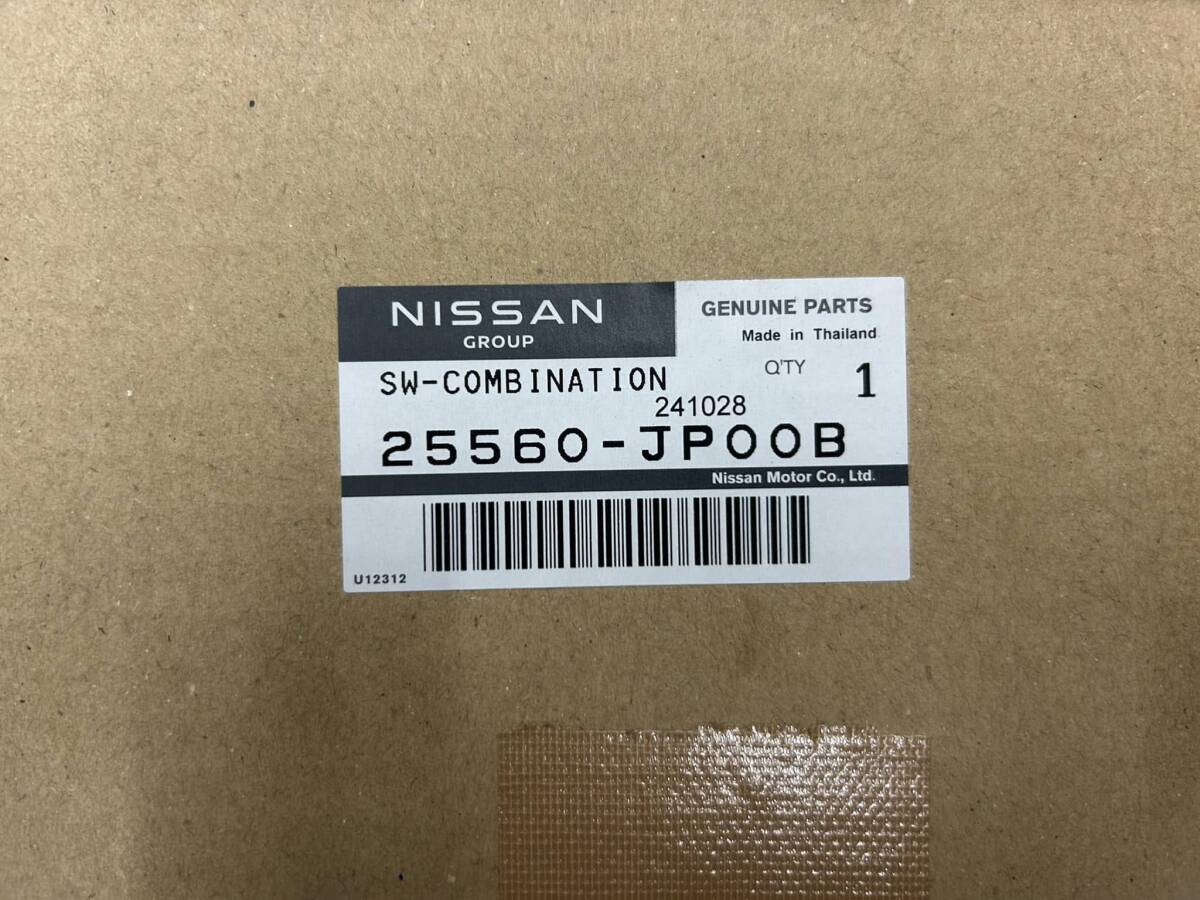 NISSAN
GROUP
GENUINE PARTS
Made in Thailand
SW-COMBINATION
Q'TY 1
241028
25560-JP00B
Nissan Motor Co., Ltd.
U12312